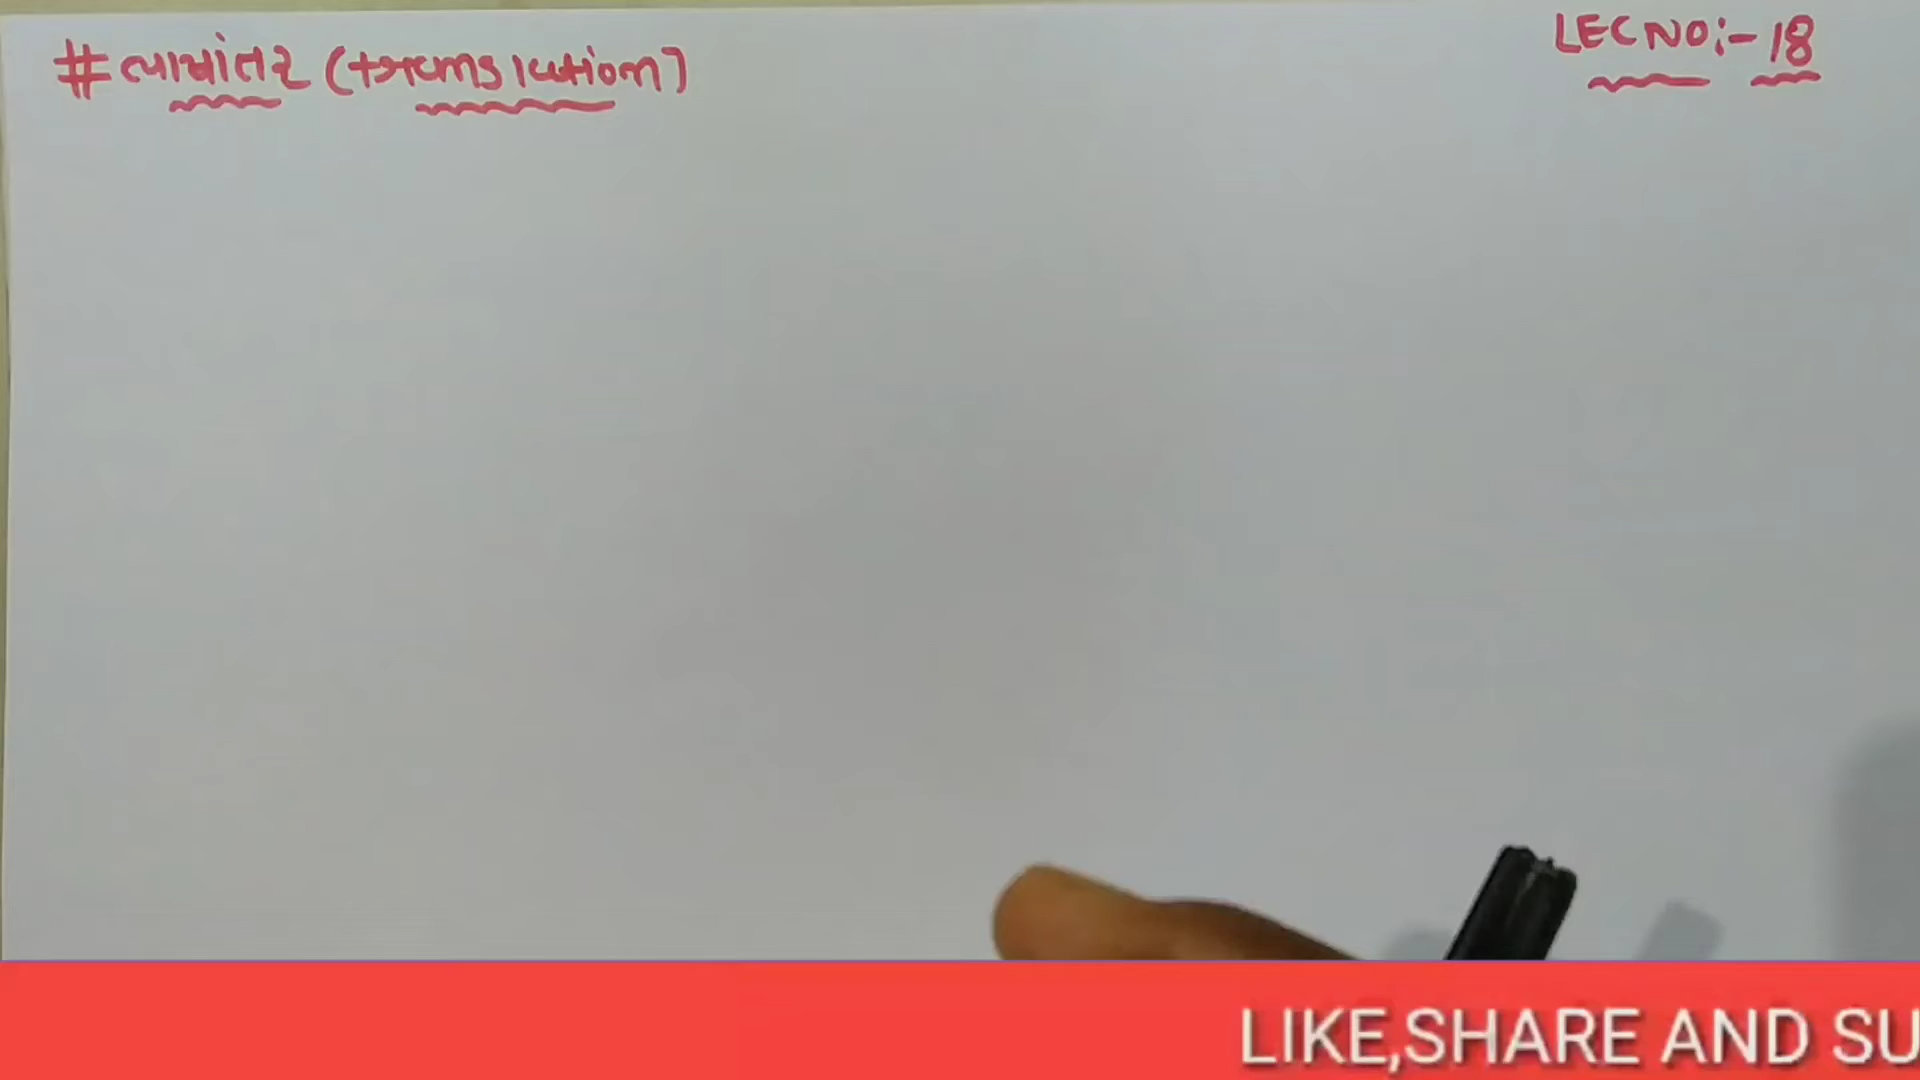 # ભાષાંતર (translation)
LEC NO:- 18
LIKE,SHARE AND SU